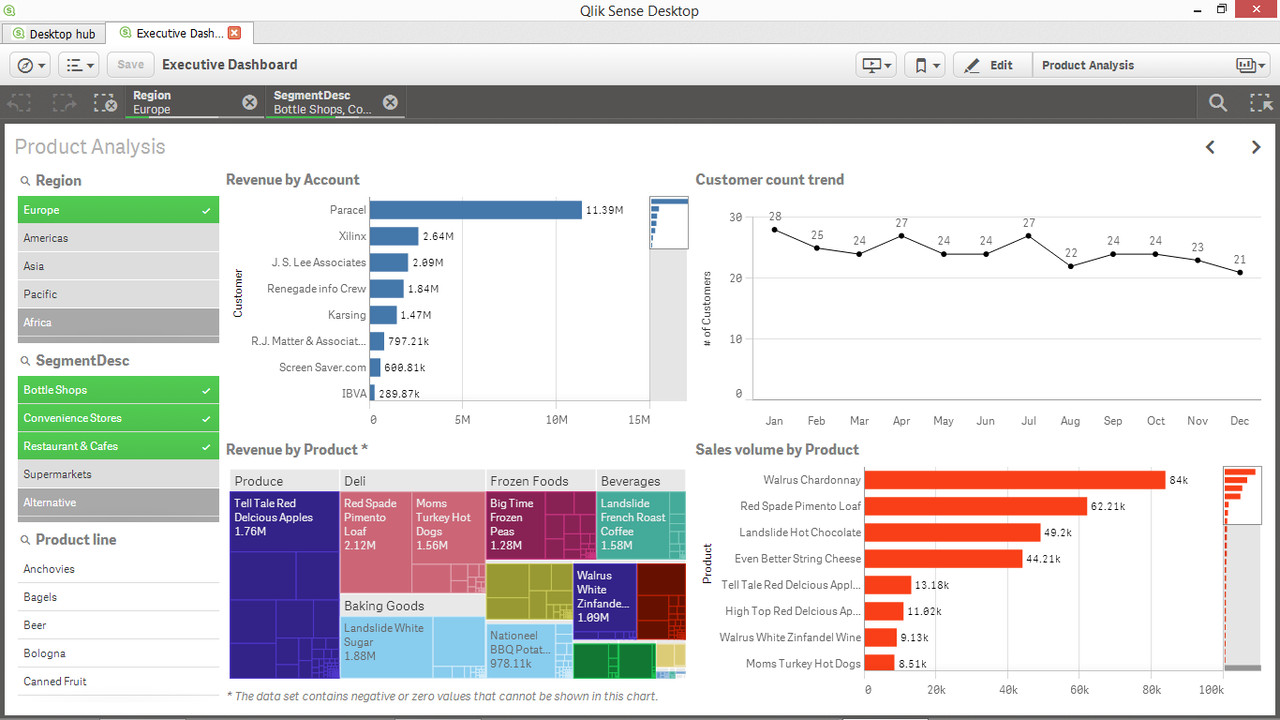 Qlik Sense Desktop
Desktop hub
Executive Dash...
Save
Executive Dashboard
Edit
Product Analysis
Region
Europe
SegmentDesc
Bottle Shops, Co...
Product Analysis
Region
Europe
Americas
Asia
Pacific
Africa
SegmentDesc
Bottle Shops
Convenience Stores
Restaurant & Cafes
Supermarkets
Alternative
Product line
Anchovies
Bagels
Beer
Bologna
Canned Fruit
Revenue by Account
Customer
Paracel 11.39M
Xilinx 2.64M
J. S. Lee Associates 2.09M
Renegade info Crew 1.84M
Karsing 1.47M
R.J. Matter & Associat... 797.21k
Screen Saver.com 600.81k
IBVA 289.87k
0 5M 10M 15M
Customer count trend
# of Customers
30
20
10
0
28 25 24 27 24 24 27 22 24 24 23 21
Jan Feb Mar Apr May Jun Jul Aug Sep Oct Nov Dec
Revenue by Product *
Produce
Tell Tale Red
Delcious Apples
1.76M
Deli
Red Spade
Pimento
Loaf
2.12M
Moms
Turkey Hot
Dogs
1.56M
Frozen Foods
Big Time
Frozen
Peas
1.28M
Beverages
Landslide
French Roast
Coffee
1.58M
Baking Goods
Landslide White
Sugar
1.88M
Walrus
White
Zinfande...
1.09M
Nationeel
BBQ Potat...
978.11k
* The data set contains negative or zero values that cannot be shown in this chart.
Sales volume by Product
Product
Walrus Chardonnay 84k
Red Spade Pimento Loaf 62.21k
Landslide Hot Chocolate 49.2k
Even Better String Cheese 44.21k
Tell Tale Red Delcious Appl... 13.18k
High Top Red Delcious Ap... 11.02k
Walrus White Zinfandel Wine 9.13k
Moms Turkey Hot Dogs 8.51k
0 20k 40k 60k 80k 100k